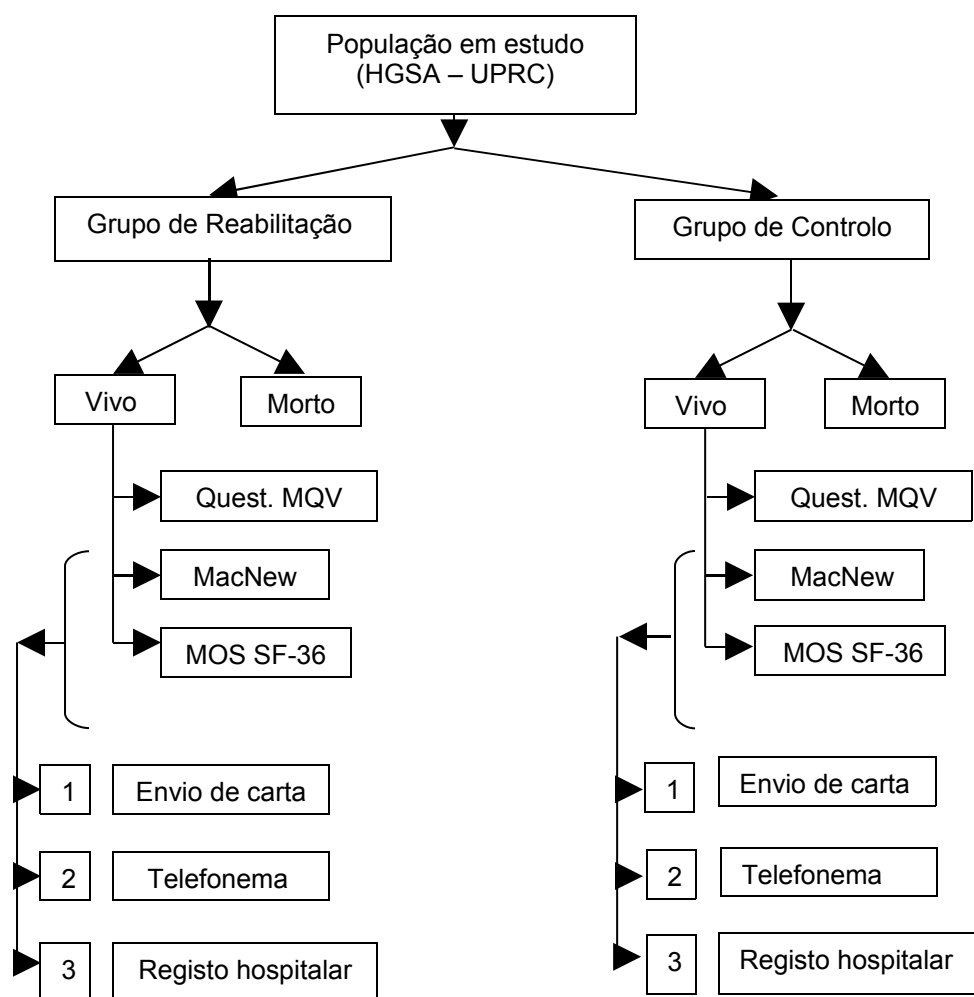 População em estudo
(HGSA – UPRC)
Grupo de Reabilitação
Grupo de Controlo
Vivo
Morto
Vivo
Morto
Quest. MQV
Quest. MQV
MacNew
MacNew
MOS SF-36
MOS SF-36
1
Envio de carta
1
Envio de carta
2
Telefonema
2
Telefonema
3
Registo hospitalar
3
Registo hospitalar